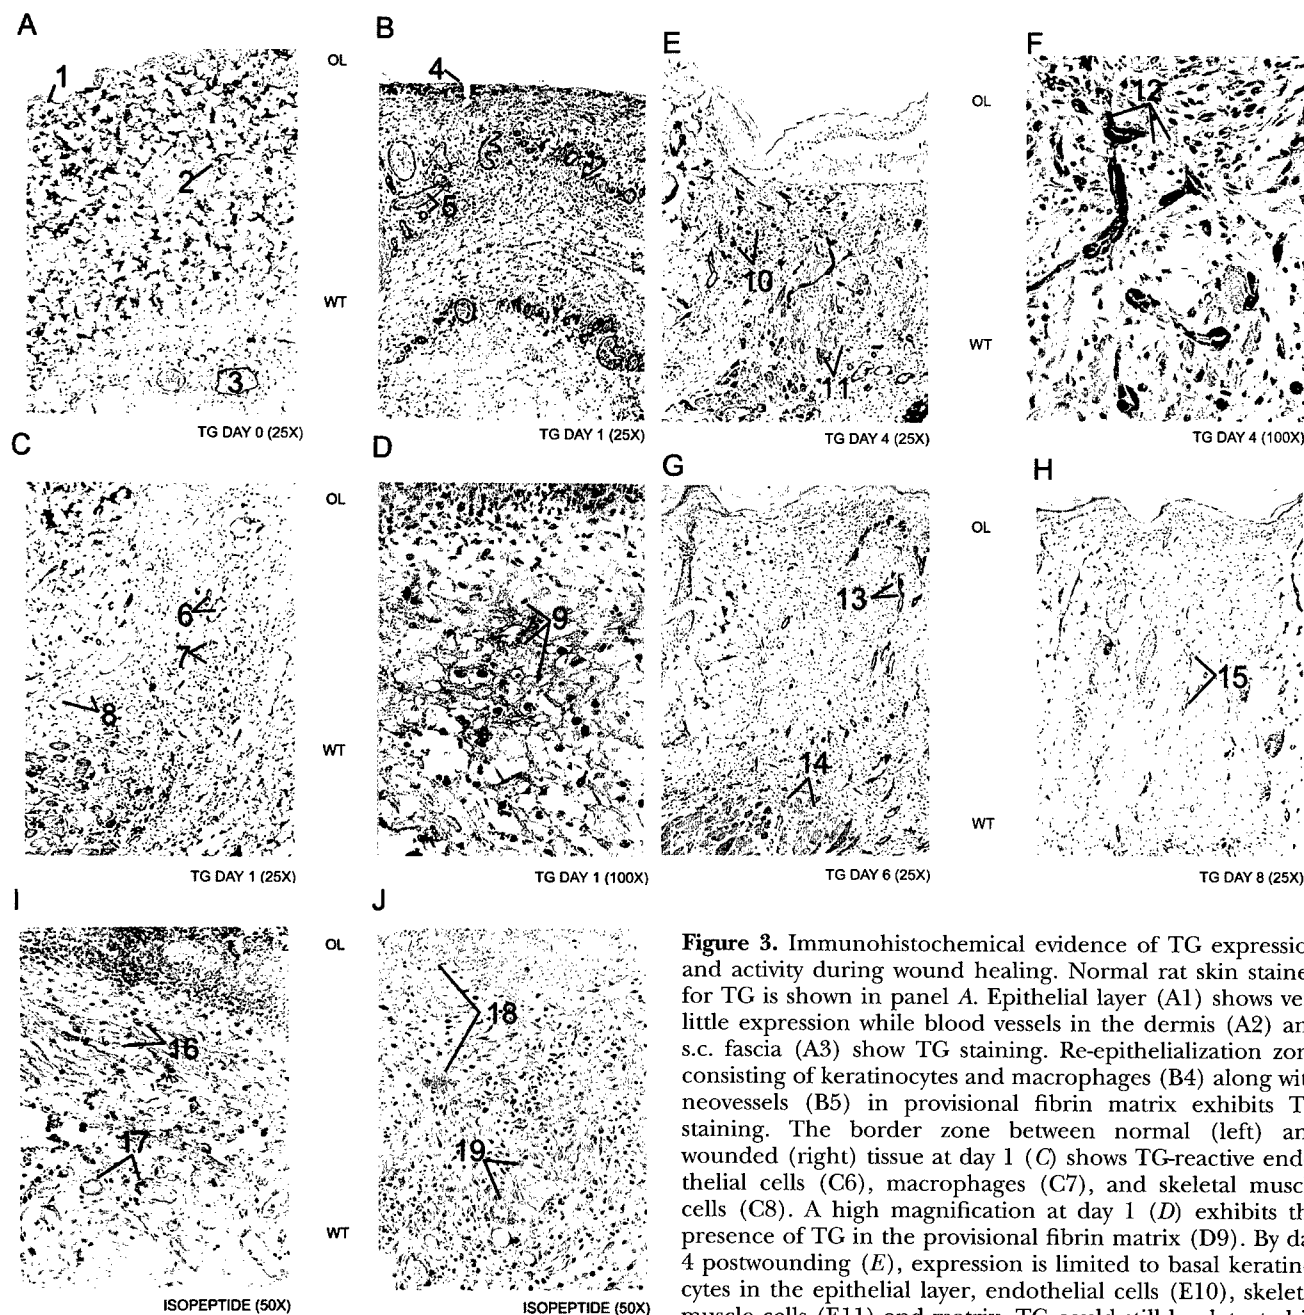 A
B
E
F
OL
OL
1
4
12
2
5
10
WT
WT
3
11
TG DAY 0 (25X)
TG DAY 1 (25X)
TG DAY 4 (25X)
TG DAY 4 (100X)
C
D
G
H
OL
OL
6
9
13
7
15
8
WT
14
WT
TG DAY 1 (25X)
TG DAY 1 (100X)
TG DAY 6 (25X)
TG DAY 8 (25X)
I
J
OL
18
16
17
19
WT
ISOPEPTIDE (50X)
ISOPEPTIDE (50X)
Figure 3. Immunohistochemical evidence of TG expressio
and activity during wound healing. Normal rat skin staine
for TG is shown in panel A. Epithelial layer (A1) shows ve
little expression while blood vessels in the dermis (A2) an
s.c. fascia (A3) show TG staining. Re-epithelialization zon
consisting of keratinocytes and macrophages (B4) along wit
neovessels (B5) in provisional fibrin matrix exhibits T
staining. The border zone between normal (left) an
wounded (right) tissue at day 1 (C) shows TG-reactive end
thelial cells (C6), macrophages (C7), and skeletal musc
cells (C8). A high magnification at day 1 (D) exhibits th
presence of TG in the provisional fibrin matrix (D9). By da
4 postwounding (E), expression is limited to basal keratin
cytes in the epithelial layer, endothelial cells (E10), skelet
muscle cells (E11) and matrix. TG could still be